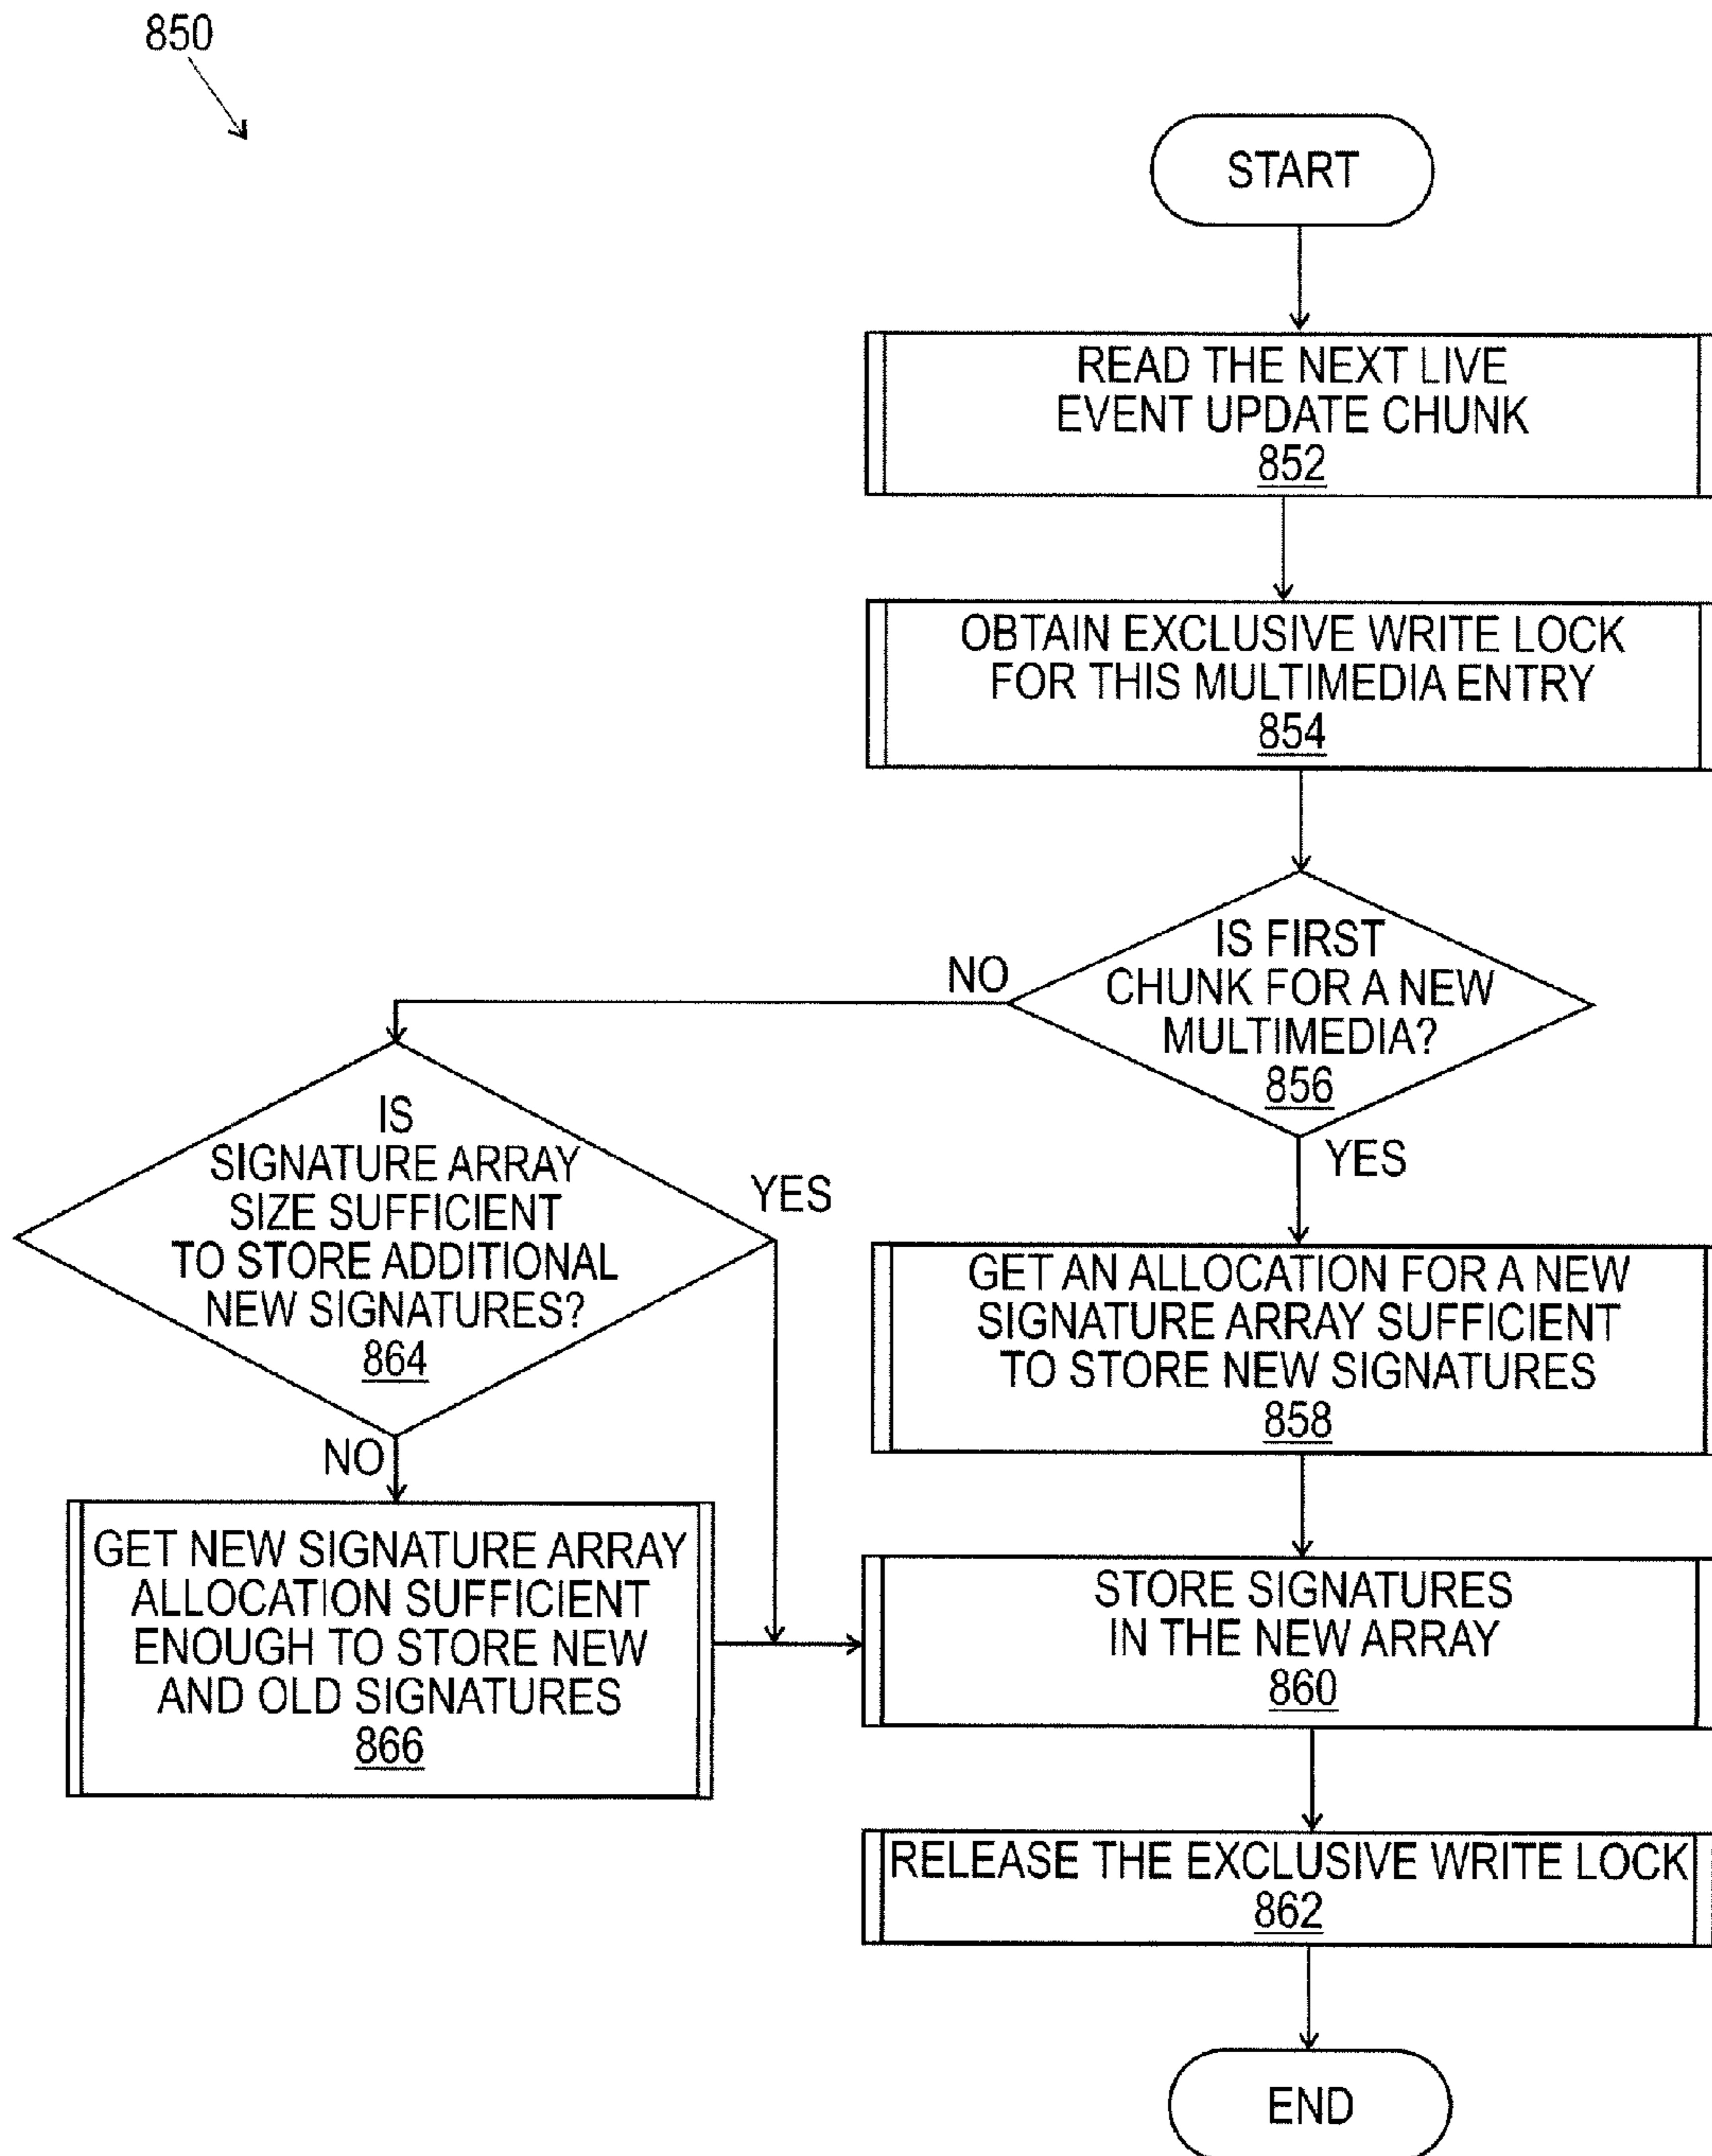 850
START
READ THE NEXT LIVE
EVENT UPDATE CHUNK
852
OBTAIN EXCLUSIVE WRITE LOCK
FOR THIS MULTIMEDIA ENTRY
854
IS FIRST
CHUNK FOR A NEW
MULTIMEDIA?
856
NO
YES
IS
SIGNATURE ARRAY
SIZE SUFFICIENT
TO STORE ADDITIONAL
NEW SIGNATURES?
864
YES
NO
GET AN ALLOCATION FOR A NEW
SIGNATURE ARRAY SUFFICIENT
TO STORE NEW SIGNATURES
858
GET NEW SIGNATURE ARRAY
ALLOCATION SUFFICIENT
ENOUGH TO STORE NEW
AND OLD SIGNATURES
866
STORE SIGNATURES
IN THE NEW ARRAY
860
RELEASE THE EXCLUSIVE WRITE LOCK
862
END